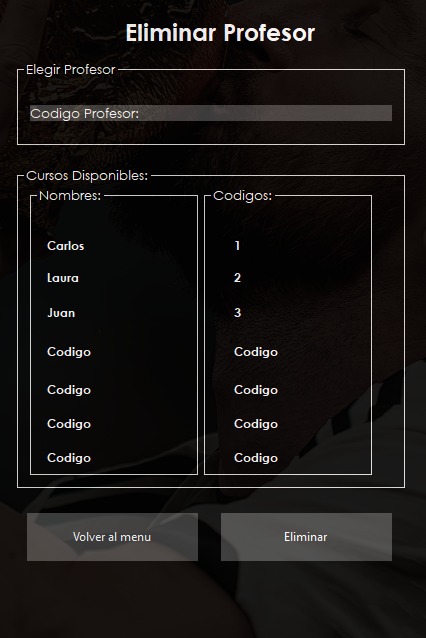 Eliminar Profesor
Elegir Profesor
Codigo Profesor:
Cursos Disponibles:
Nombres:
Carlos
Laura
Juan
Codigo
Codigo
Codigo
Codigo
Codigos:
1
2
3
Codigo
Codigo
Codigo
Codigo
Volver al menu
Eliminar